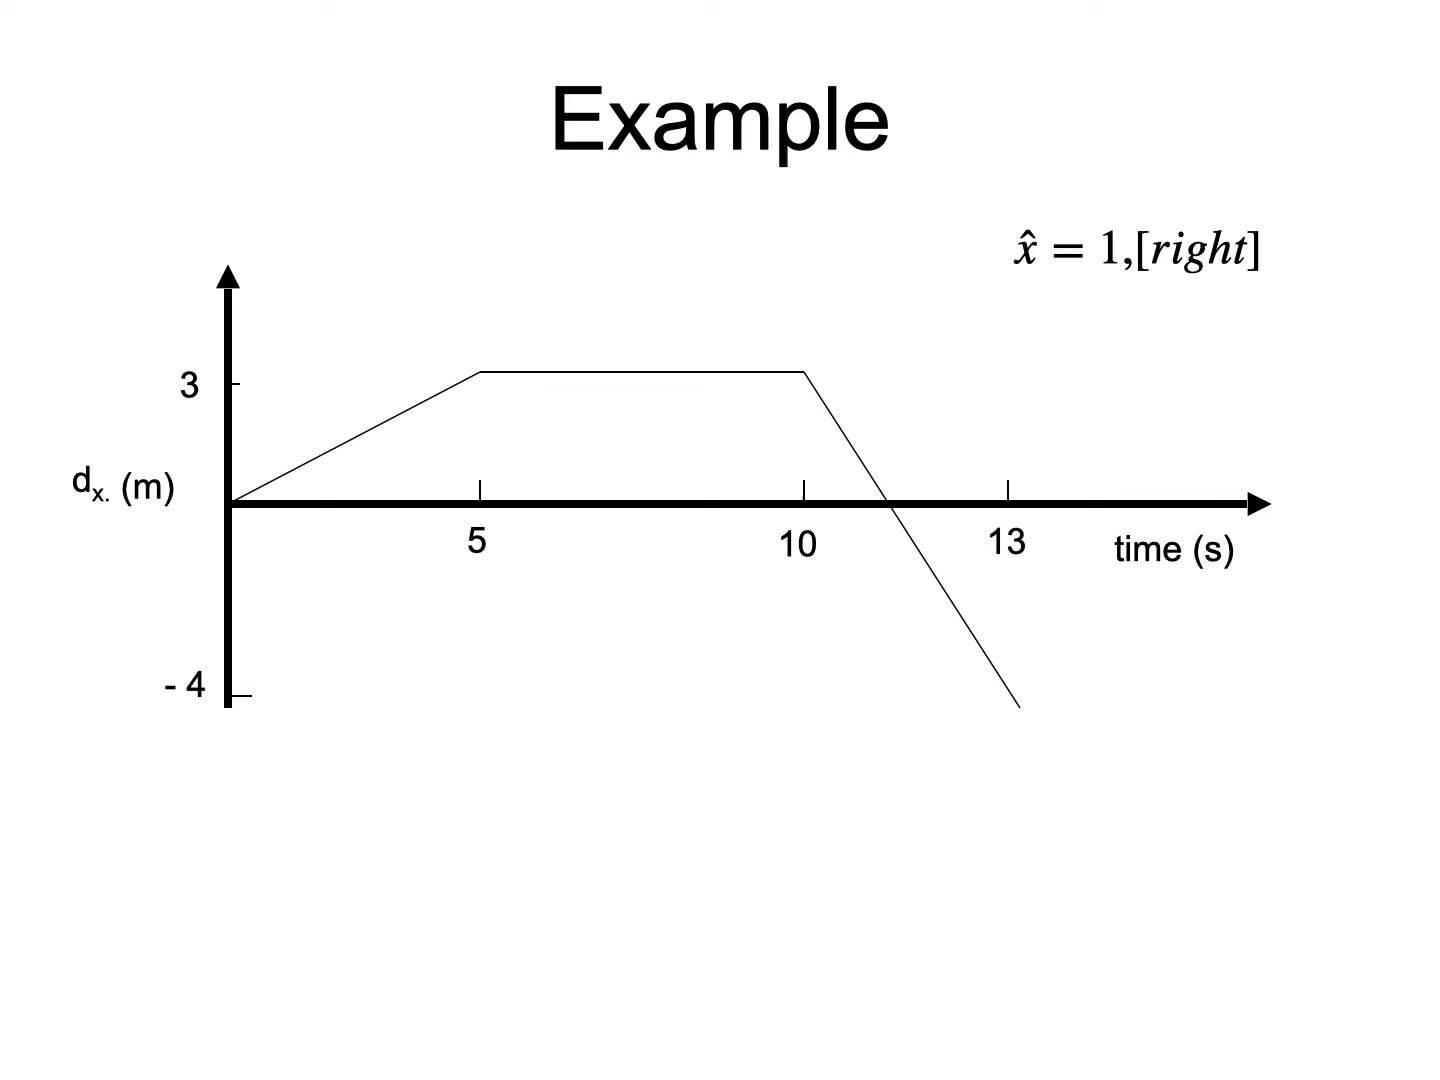 Example
x̂ = 1,[right]
3
dx. (m)
5
10
13
time (s)
- 4